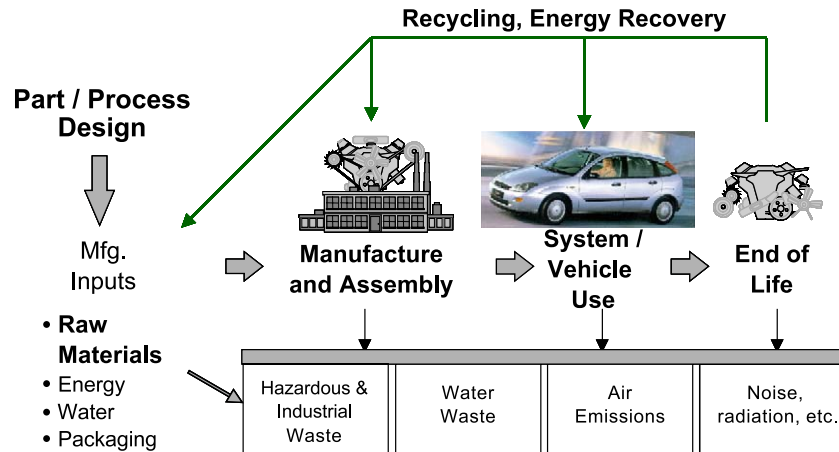 Recycling, Energy Recovery
Part / Process
Design
Mfg.
Inputs
Manufacture
and Assembly
System /
Vehicle
Use
End of
Life
• Raw
Materials
• Energy
• Water
• Packaging
Hazardous &
Industrial
Waste
Water
Waste
Air
Emissions
Noise,
radiation, etc.